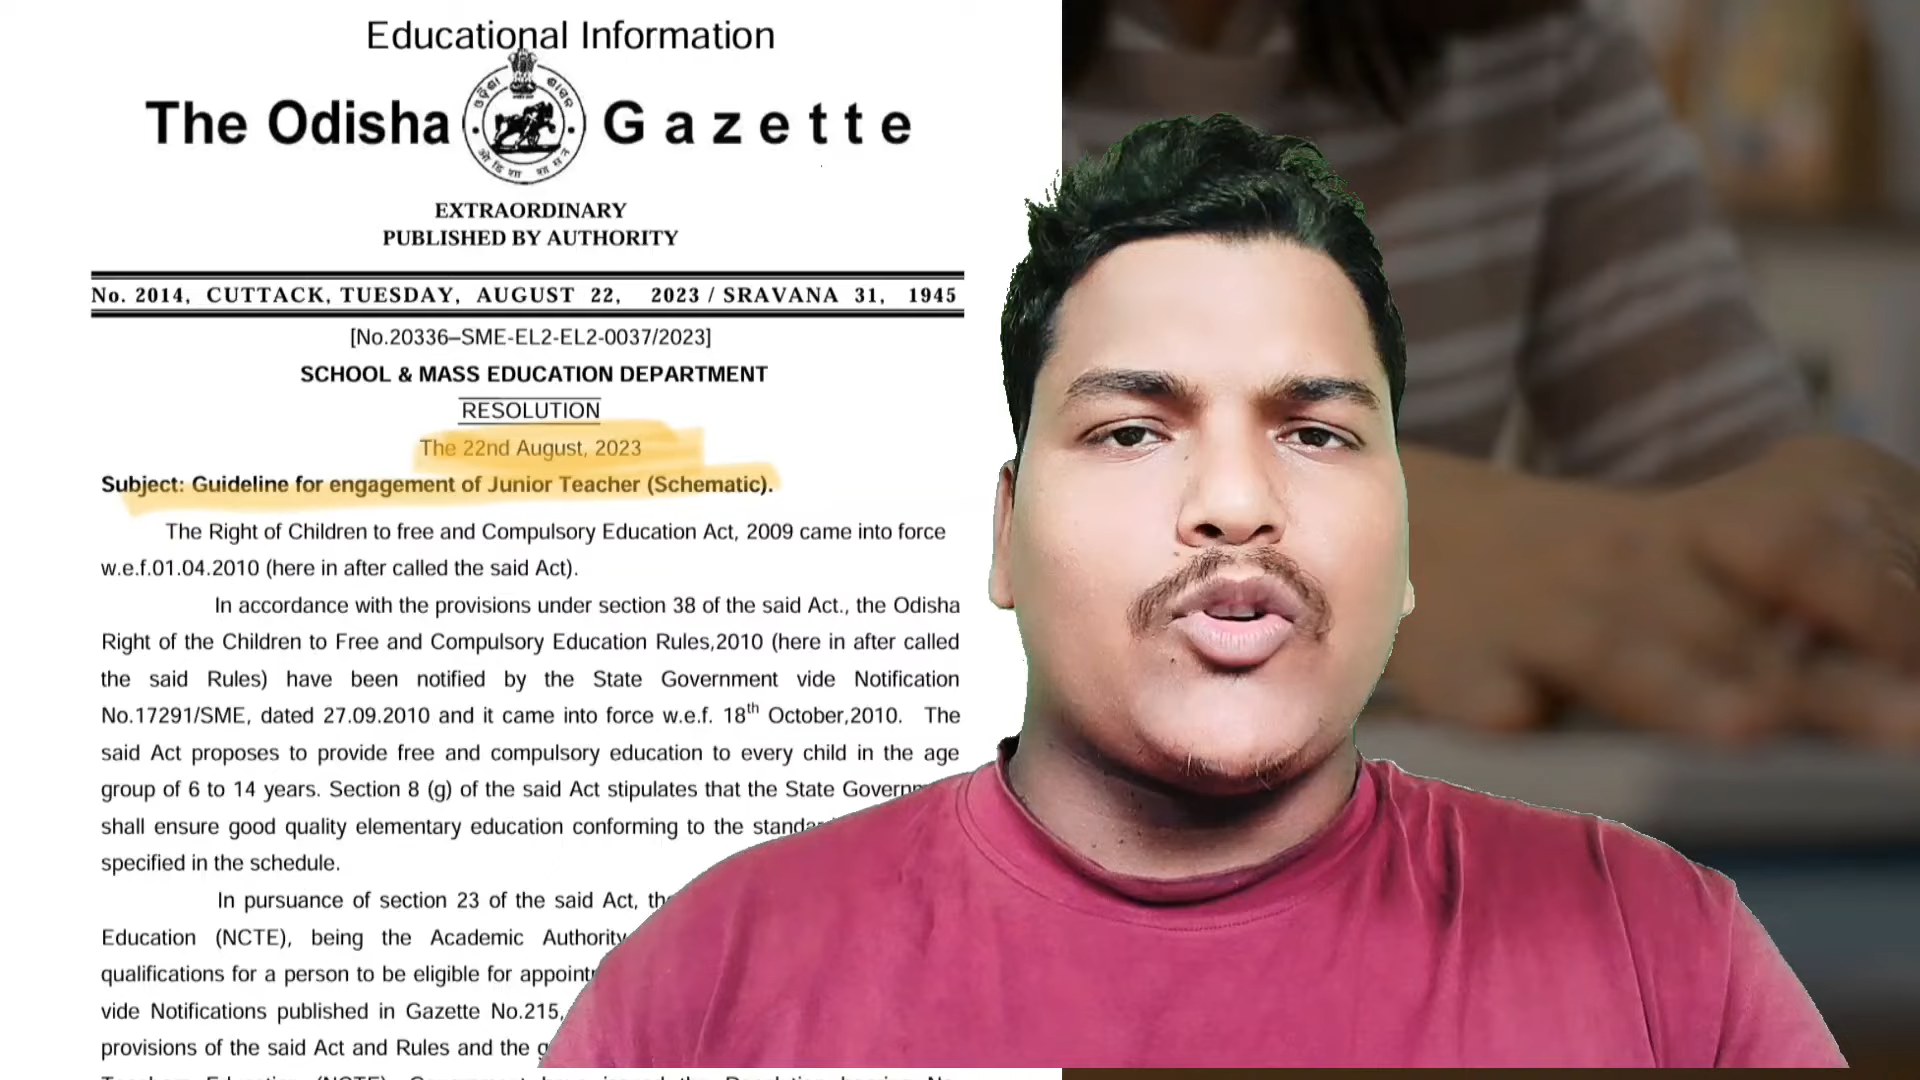 Educational Information
The Odisha Gazette
EXTRAORDINARY
PUBLISHED BY AUTHORITY
No. 2014, CUTTACK, TUESDAY, AUGUST 22, 2023 / SRAVANA 31, 1945
[No.20336–SME-EL2-EL2-0037/2023]
SCHOOL & MASS EDUCATION DEPARTMENT
RESOLUTION
The 22nd August, 2023
Subject: Guideline for engagement of Junior Teacher (Schematic).
The Right of Children to free and Compulsory Education Act, 2009 came into force
w.e.f.01.04.2010 (here in after called the said Act).
In accordance with the provisions under section 38 of the said Act., the Odisha
Right of the Children to Free and Compulsory Education Rules,2010 (here in after called
the said Rules) have been notified by the State Government vide Notification
No.17291/SME, dated 27.09.2010 and it came into force w.e.f. 18th October,2010. The
said Act proposes to provide free and compulsory education to every child in the age
group of 6 to 14 years. Section 8 (g) of the said Act stipulates that the State
shall ensure good quality elementary education conforming to the
specified in the schedule.
In pursuance of section 23 of the said Act,
Education (NCTE), being the Academic Authority
qualifications for a person to be eligible for
vide Notifications published in Gazette No.215,
provisions of the said Act and Rules and the